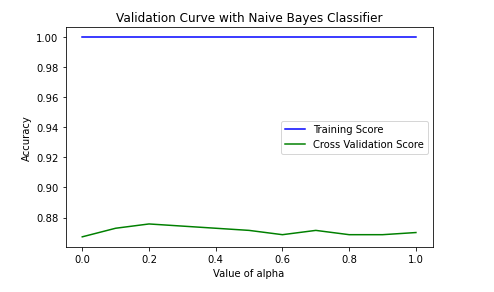 Validation Curve with Naive Bayes Classifier
1.00
0.98
0.96
0.94
0.92
0.90
0.88
Accuracy
Training Score
Cross Validation Score
0.0 0.2 0.4 0.6 0.8 1.0
Value of alpha